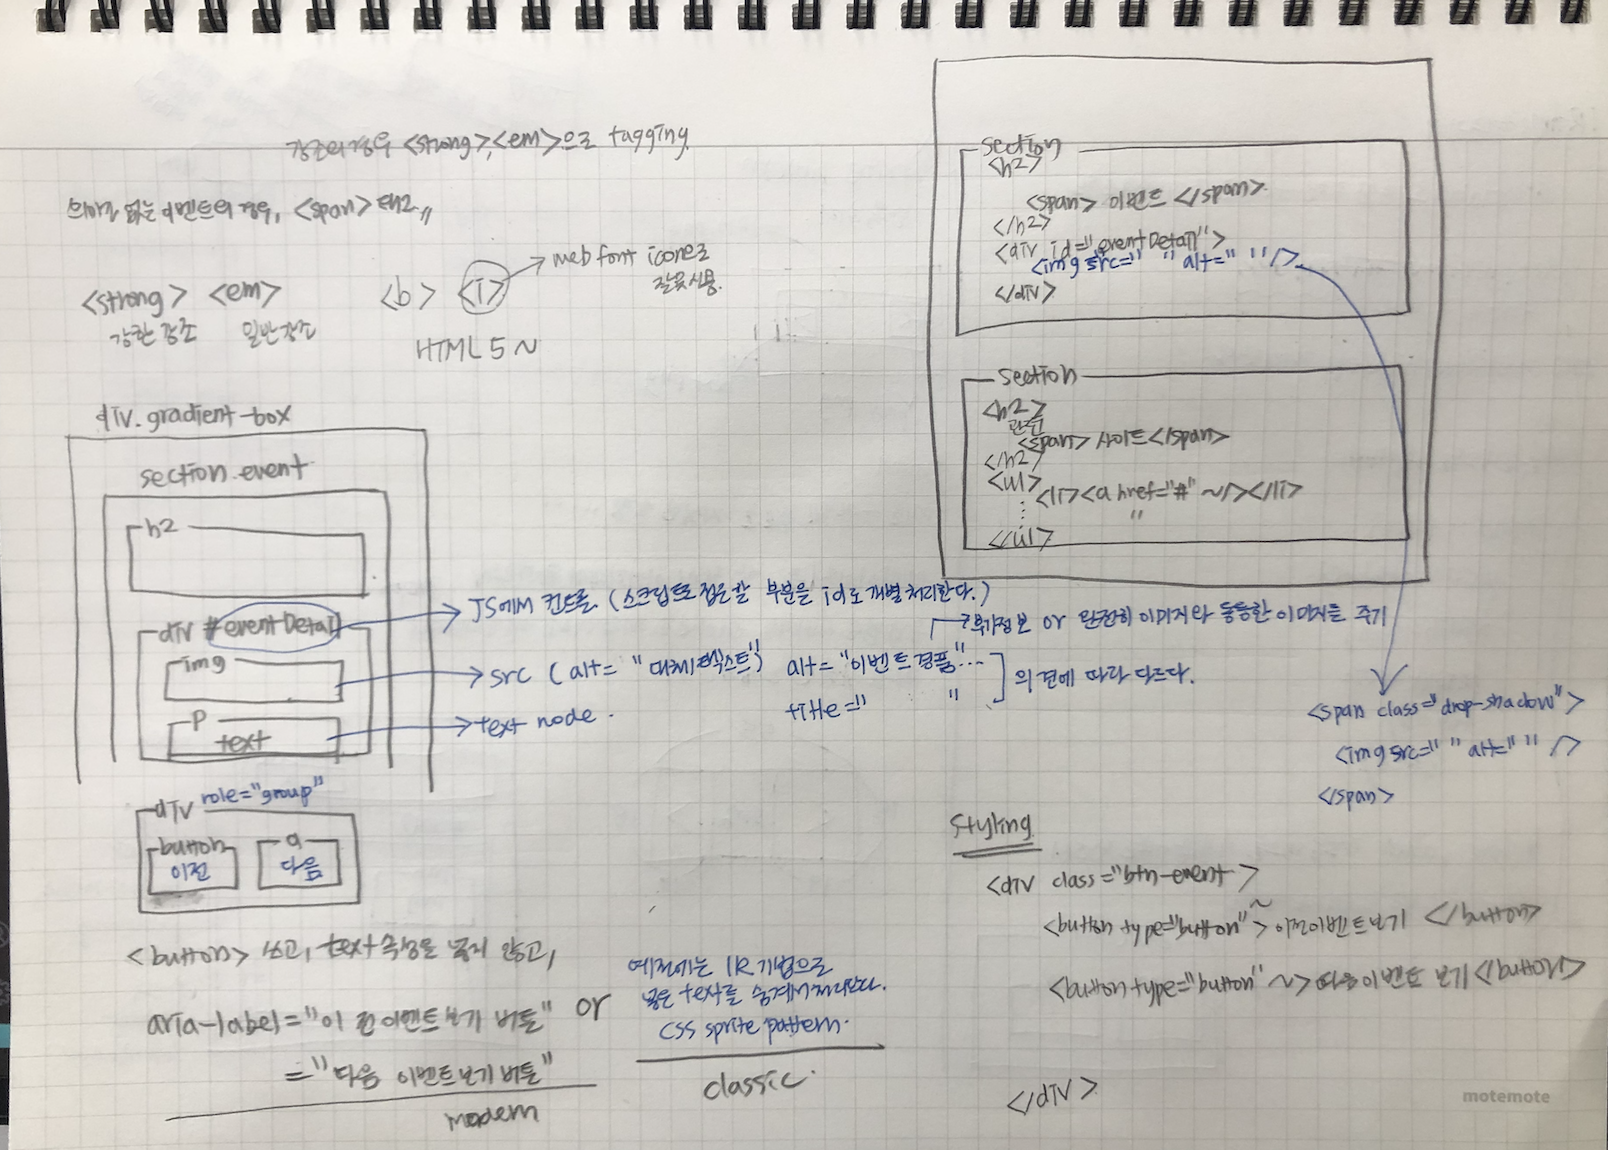 강조의 경우 <strong>, <em>으로 tagging
의미가 없는 이벤트의 경우, <span> 태그
<strong> <em> <b> <i> → web font icon으로
잘못사용.
강한 강조 일반 강조
HTML 5 ~
div.gradient-box
section.event
h2
div #eventDetail
img
p
text
JS에서 컨트롤 (스크립트로 접근할 부분을 id로 개별 처리한다.)
부가정보 or 완전히 이미지와 동등한 이미지를 주기
src (alt= "대체텍스트") alt= "이벤트 경품"...
title=" "
의견에 따라 다르다.
text node.
div role="group"
button
이전
a
다음
<button> 쓰고, text 속성을 넣지 않고,
aria-label="이전 이벤트 보기 버튼"
="다음 이벤트 보기 버튼"
modern
or
예전에는 IR 기법으로
넣은 text를 숨겨서 처리했다.
CSS sprite pattern.
classic.
section
<h2>
<span> 이벤트 </span>
</h2>
<div id="eventDetail">
<img src=" " alt=" " />
</div>
section
<h2>
관련
<span> 사이트 </span>
</h2>
<ul>
<li><a href="#" ~/></li>
"
</ul>
<span class="drop-shadow">
<img src=" " alt=" " />
</span>
Styling
<div class="btn-event>
<button type="button" ~> 이전이벤트 보기 </button>
<button type="button" ~> 다음 이벤트 보기 </button>
</div>
motemote